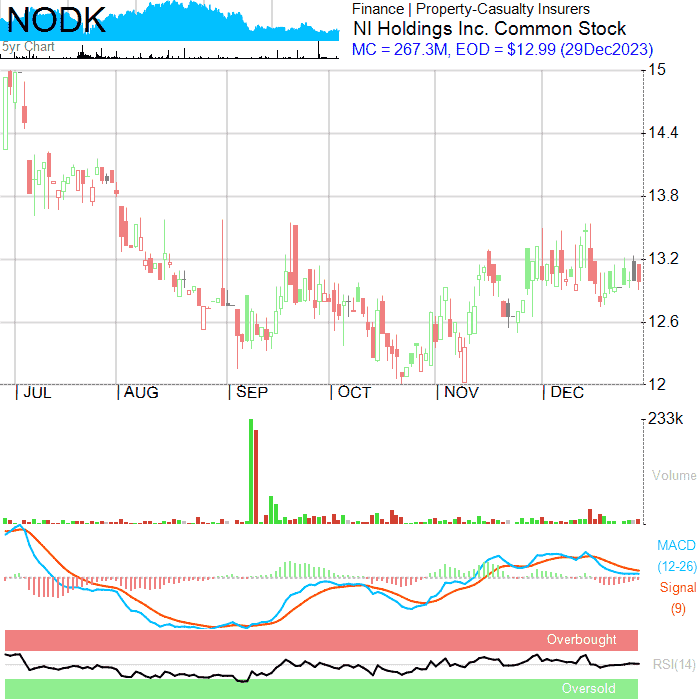 NODK
5yr Chart
Finance | Property-Casualty Insurers
NI Holdings Inc. Common Stock
MC = 267.3M, EOD = $12.99 (29Dec2023)
15
14.4
13.8
13.2
12.6
12
|JUL |AUG |SEP |OCT |NOV |DEC
233k
Volume
MACD
(12-26)
Signal
(9)
Overbought
RSI(14)
Oversold